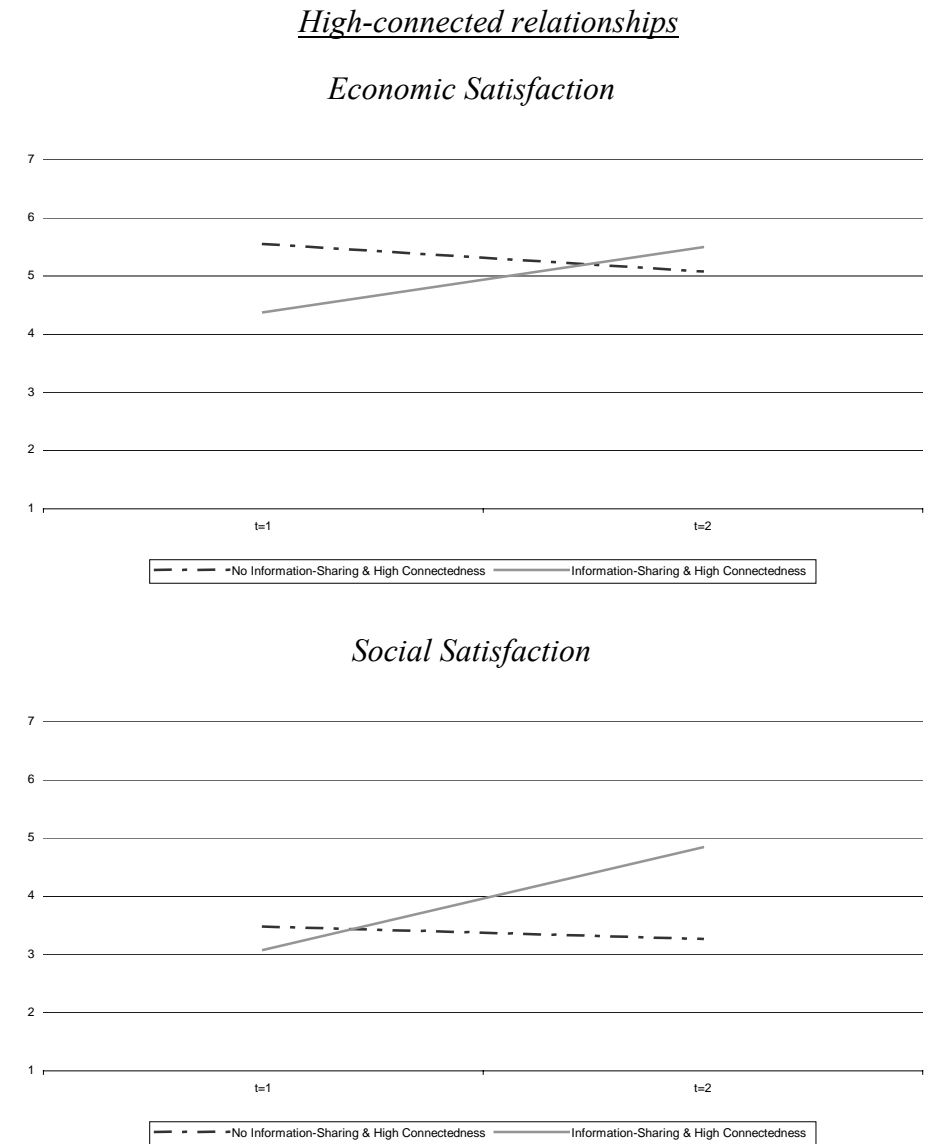 High-connected relationships
Economic Satisfaction
7
6
5
4
3
2
1
t=1 t=2
No Information-Sharing & High Connectedness Information-Sharing & High Connectedness
Social Satisfaction
7
6
5
4
3
2
1
t=1 t=2
No Information-Sharing & High Connectedness Information-Sharing & High Connectedness